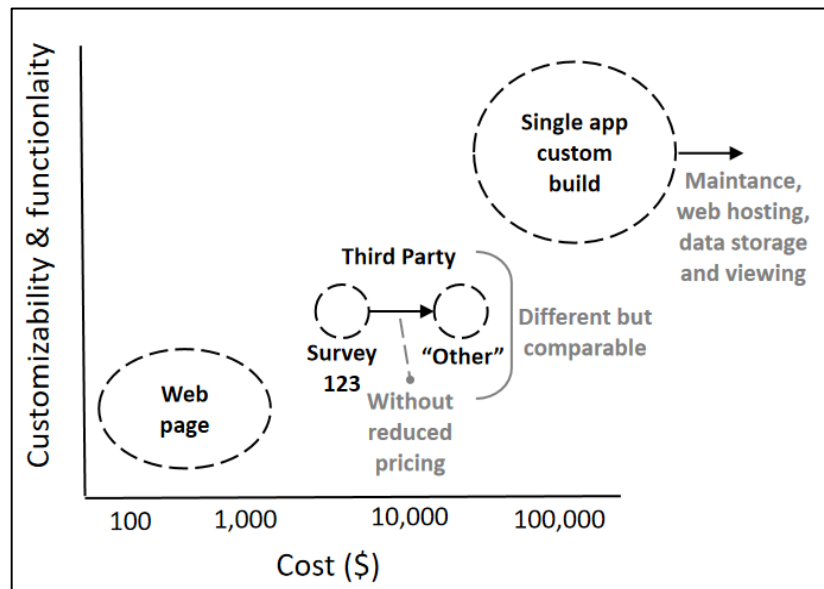 Customizability & functionlaity
Single app
custom
build
Maintance,
web hosting,
data storage
and viewing
Third Party
Survey
123
“Other”
Different but
comparable
Without
reduced
pricing
Web
page
100 1,000 10,000 100,000
Cost ($)